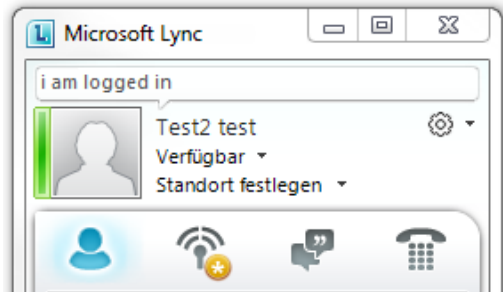 Microsoft Lync
i am logged in
Test2 test
Verfügbar
Standort festlegen